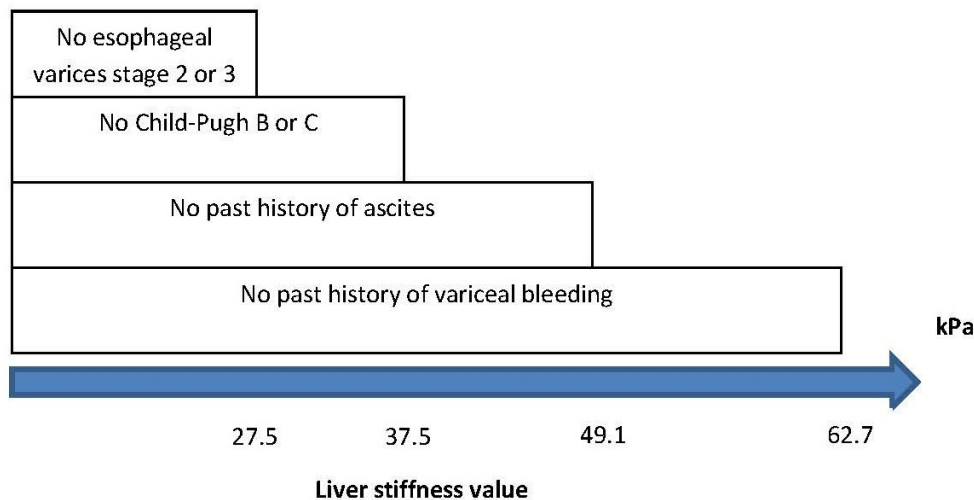 No esophageal
varices stage 2 or 3
No Child-Pugh B or C
No past history of ascites
No past history of variceal bleeding
kPa
27.5 37.5 49.1 62.7
Liver stiffness value